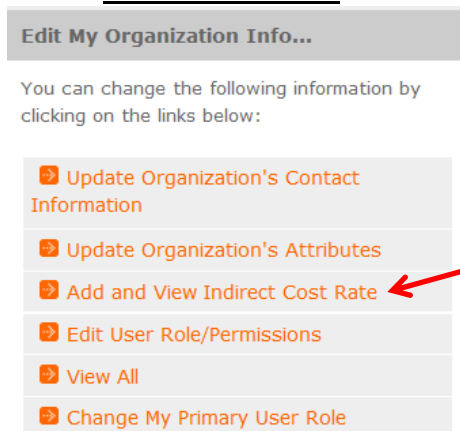 Edit My Organization Info...
You can change the following information by
clicking on the links below:
Update Organization's Contact
Information
Update Organization's Attributes
Add and View Indirect Cost Rate
Edit User Role/Permissions
View All
Change My Primary User Role